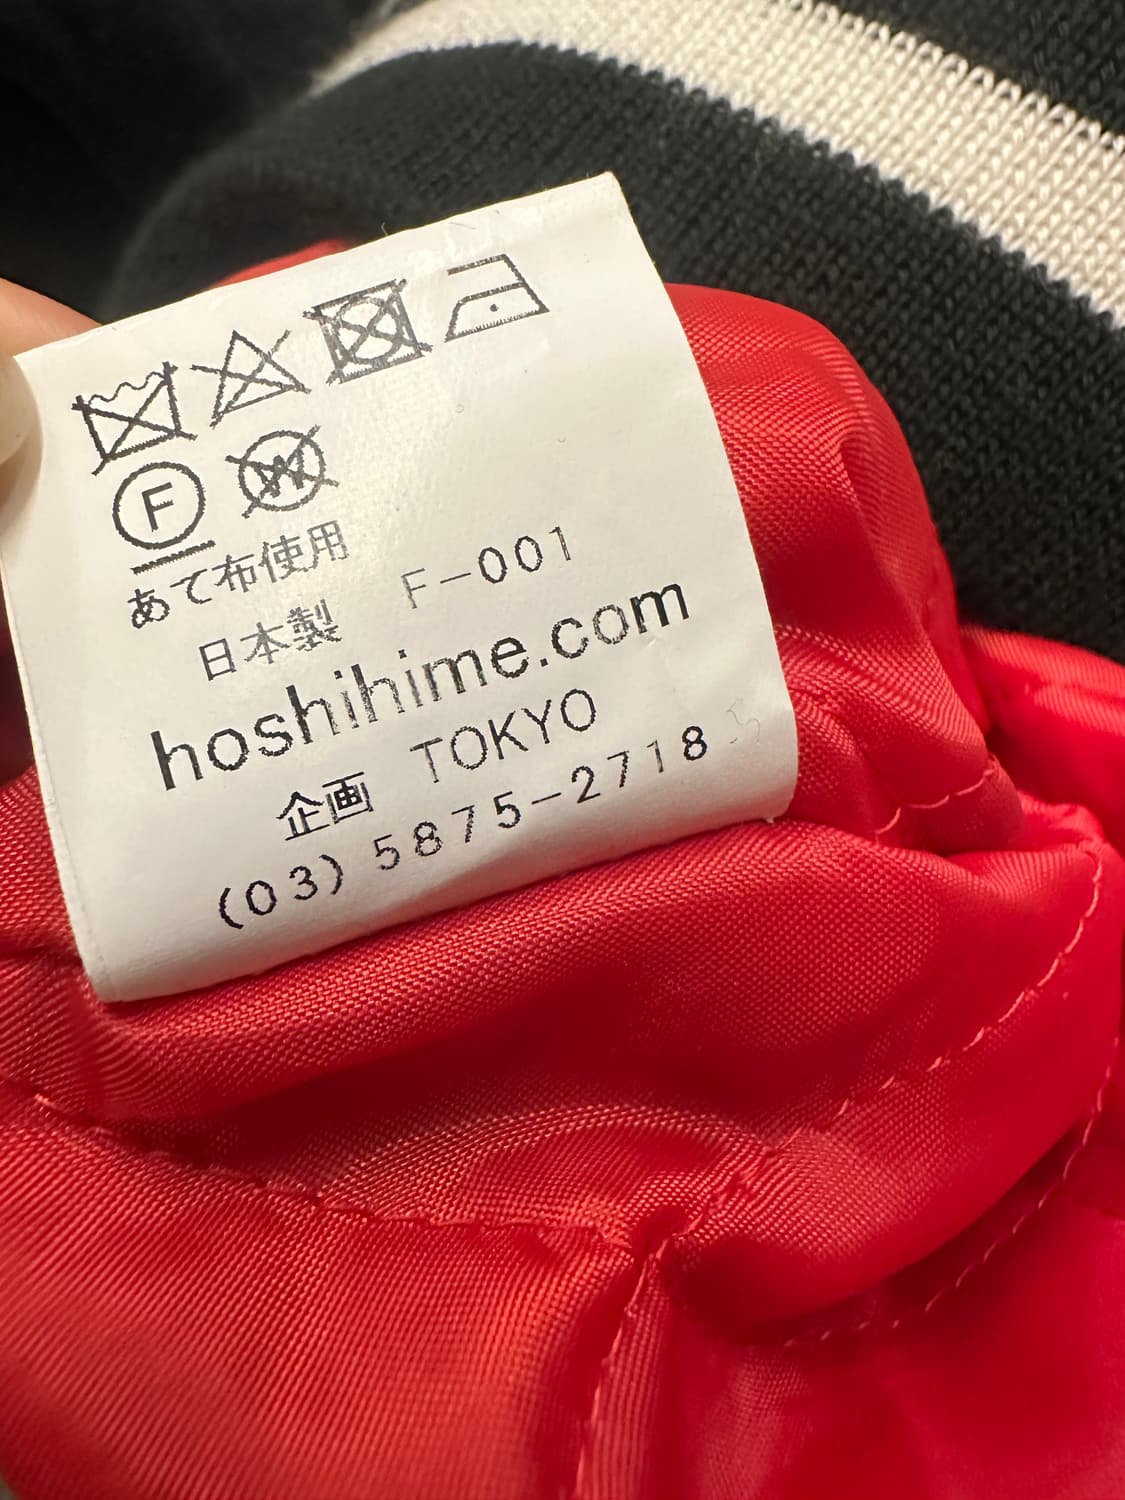 F W
あて布使用
日本製 F-001
hoshihime.com
企画 TOKYO
(03) 5875-2718